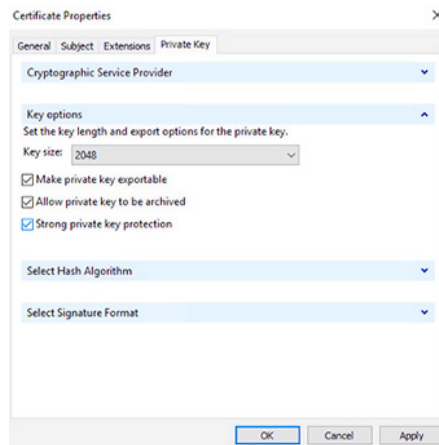 Certificate Properties
General Subject Extensions Private Key
Cryptographic Service Provider
Key options
Set the key length and export options for the private key.
Key size: 2048
Make private key exportable
Allow private key to be archived
Strong private key protection
Select Hash Algorithm
Select Signature Format
OK Cancel Apply